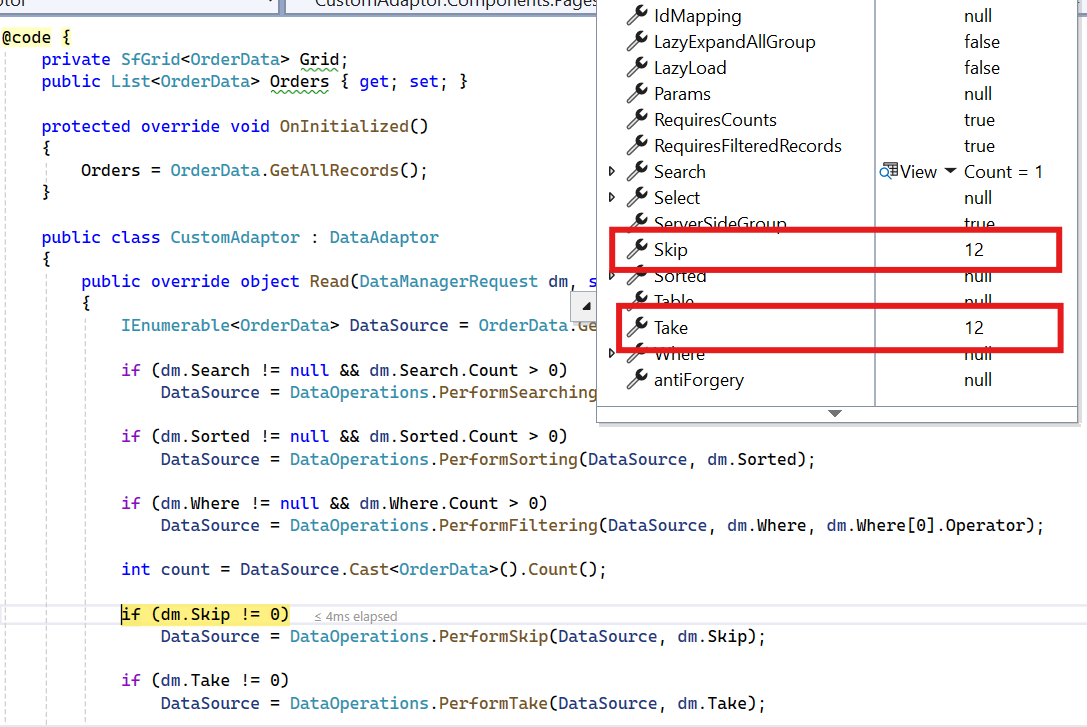 CustomAdaptor.Components.Pages
@code {
    private SfGrid<OrderData> Grid;
    public List<OrderData> Orders { get; set; }
    protected override void OnInitialized()
    {
        Orders = OrderData.GetAllRecords();
    }
    public class CustomAdaptor : DataAdaptor
    {
        public override object Read(DataManagerRequest dm, s
        {
            IEnumerable<OrderData> DataSource = OrderData.Ge
            if (dm.Search != null && dm.Search.Count > 0)
                DataSource = DataOperations.PerformSearching
            if (dm.Sorted != null && dm.Sorted.Count > 0)
                DataSource = DataOperations.PerformSorting(DataSource, dm.Sorted);
            if (dm.Where != null && dm.Where.Count > 0)
                DataSource = DataOperations.PerformFiltering(DataSource, dm.Where, dm.Where[0].Operator);
            int count = DataSource.Cast<OrderData>().Count();
            if (dm.Skip != 0) ≤ 4ms elapsed
                DataSource = DataOperations.PerformSkip(DataSource, dm.Skip);
            if (dm.Take != 0)
                DataSource = DataOperations.PerformTake(DataSource, dm.Take);
IdMapping null
LazyExpandAllGroup false
LazyLoad false
Params null
RequiresCounts true
RequiresFilteredRecords true
Search View Count = 1
Select null
ServerSideGroup true
Skip 12
Sorted null
Table null
Take 12
Where null
antiForgery null